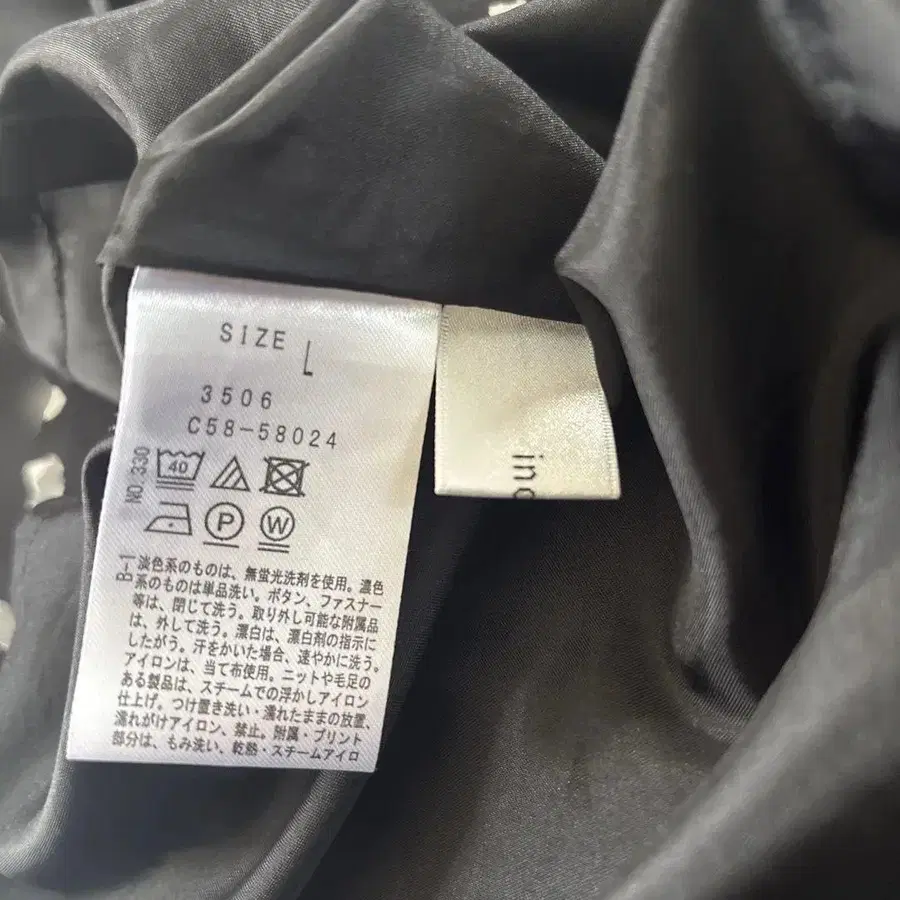 SIZE L
3506
C58-58024
NO.330
40
P W
B-1
淡色系のものは、無蛍光洗剤を使用。濃色
系のものは単品洗い。ボタン、ファスナー
等は、閉じて洗う。取り外し可能な附属品
は、外して洗う。漂白は、漂白剤の指示に
したがう。汗をかいた場合、速やかに洗う。
アイロンは、当て布使用。ニットや毛足の
ある製品は、スチームでの浮かしアイロン
仕上げ。つけ置き洗い・濡れたままの放置、
濡れがけアイロン、禁止。附属・プリント
部分は、もみ洗い、乾熱・スチームアイロ